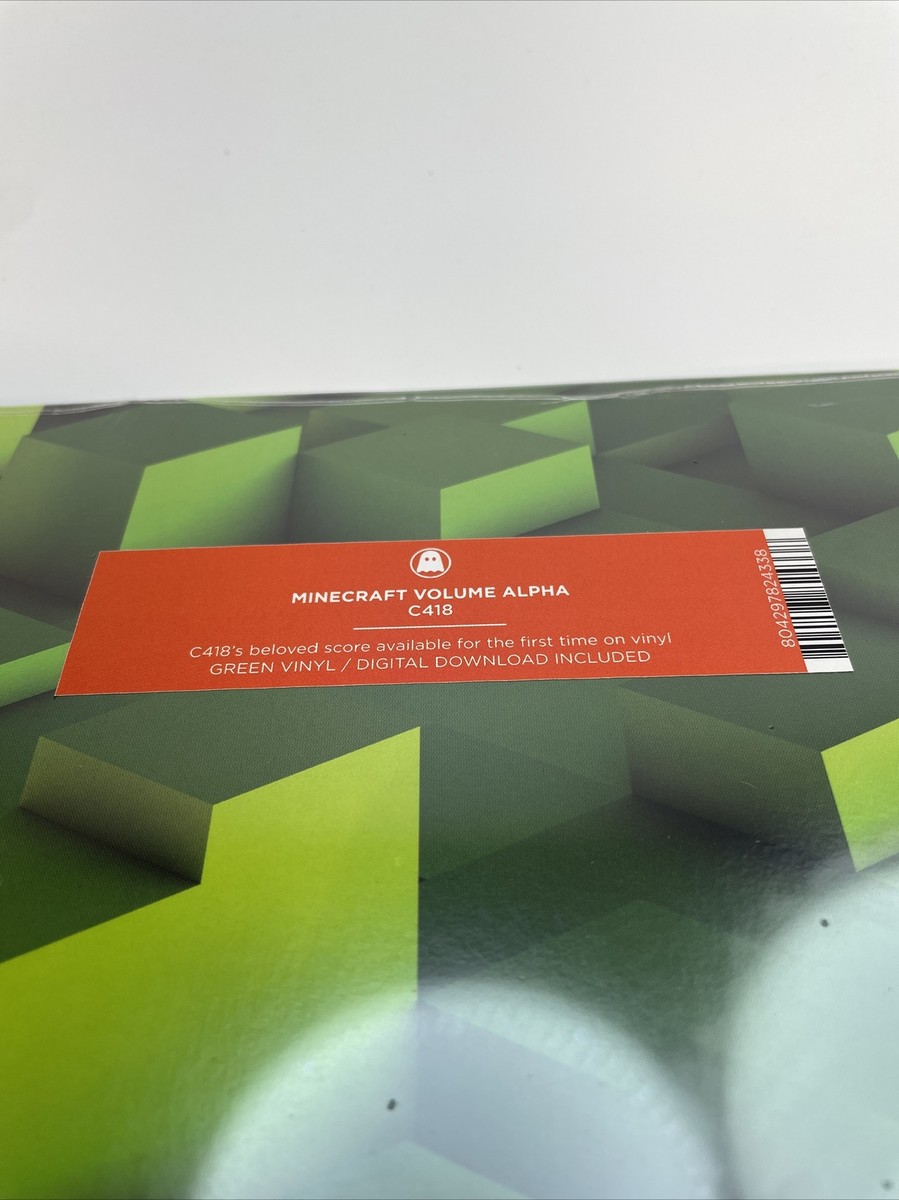 MINECRAFT VOLUME ALPHA
C418
C418's beloved score available for the first time on vinyl
GREEN VINYL / DIGITAL DOWNLOAD INCLUDED
804297824338